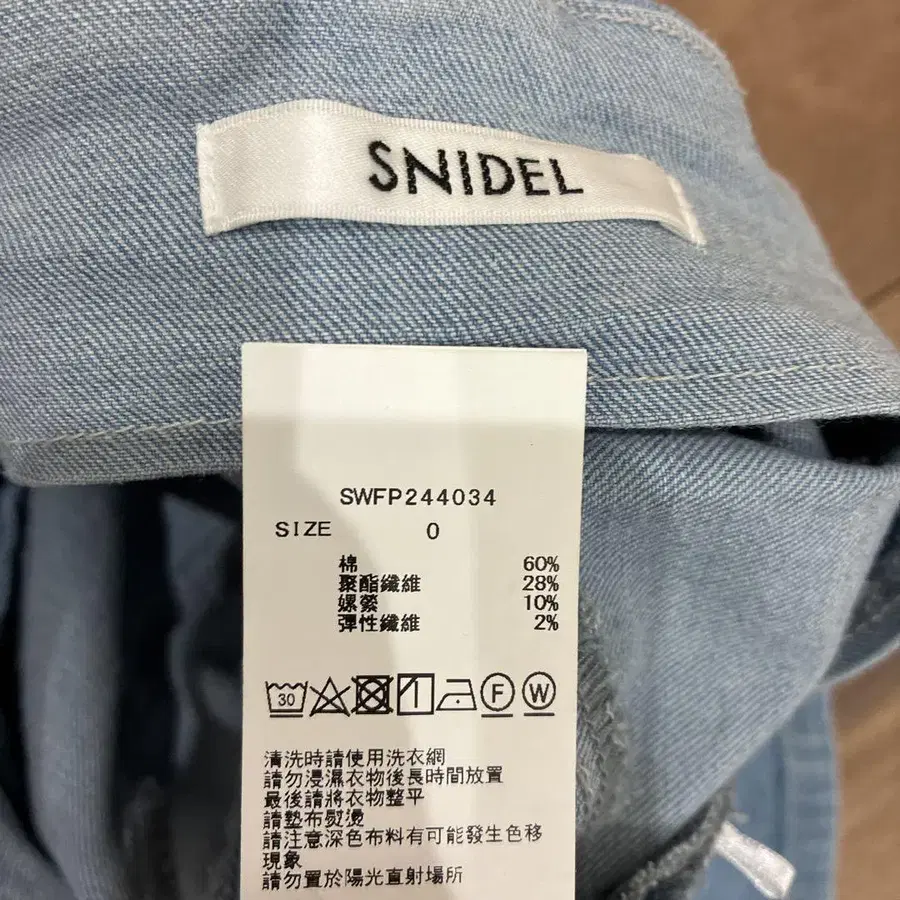 SNIDEL
SWFP244034
SIZE 0
棉 60%
聚酯纖維 28%
嫘縈 10%
彈性纖維 2%
30 F W
清洗時請使用洗衣網
請勿浸濕衣物後長時間放置
最後請將衣物整平
請墊布熨燙
請注意深色布料有可能發生色移
現象
請勿置於陽光直射場所